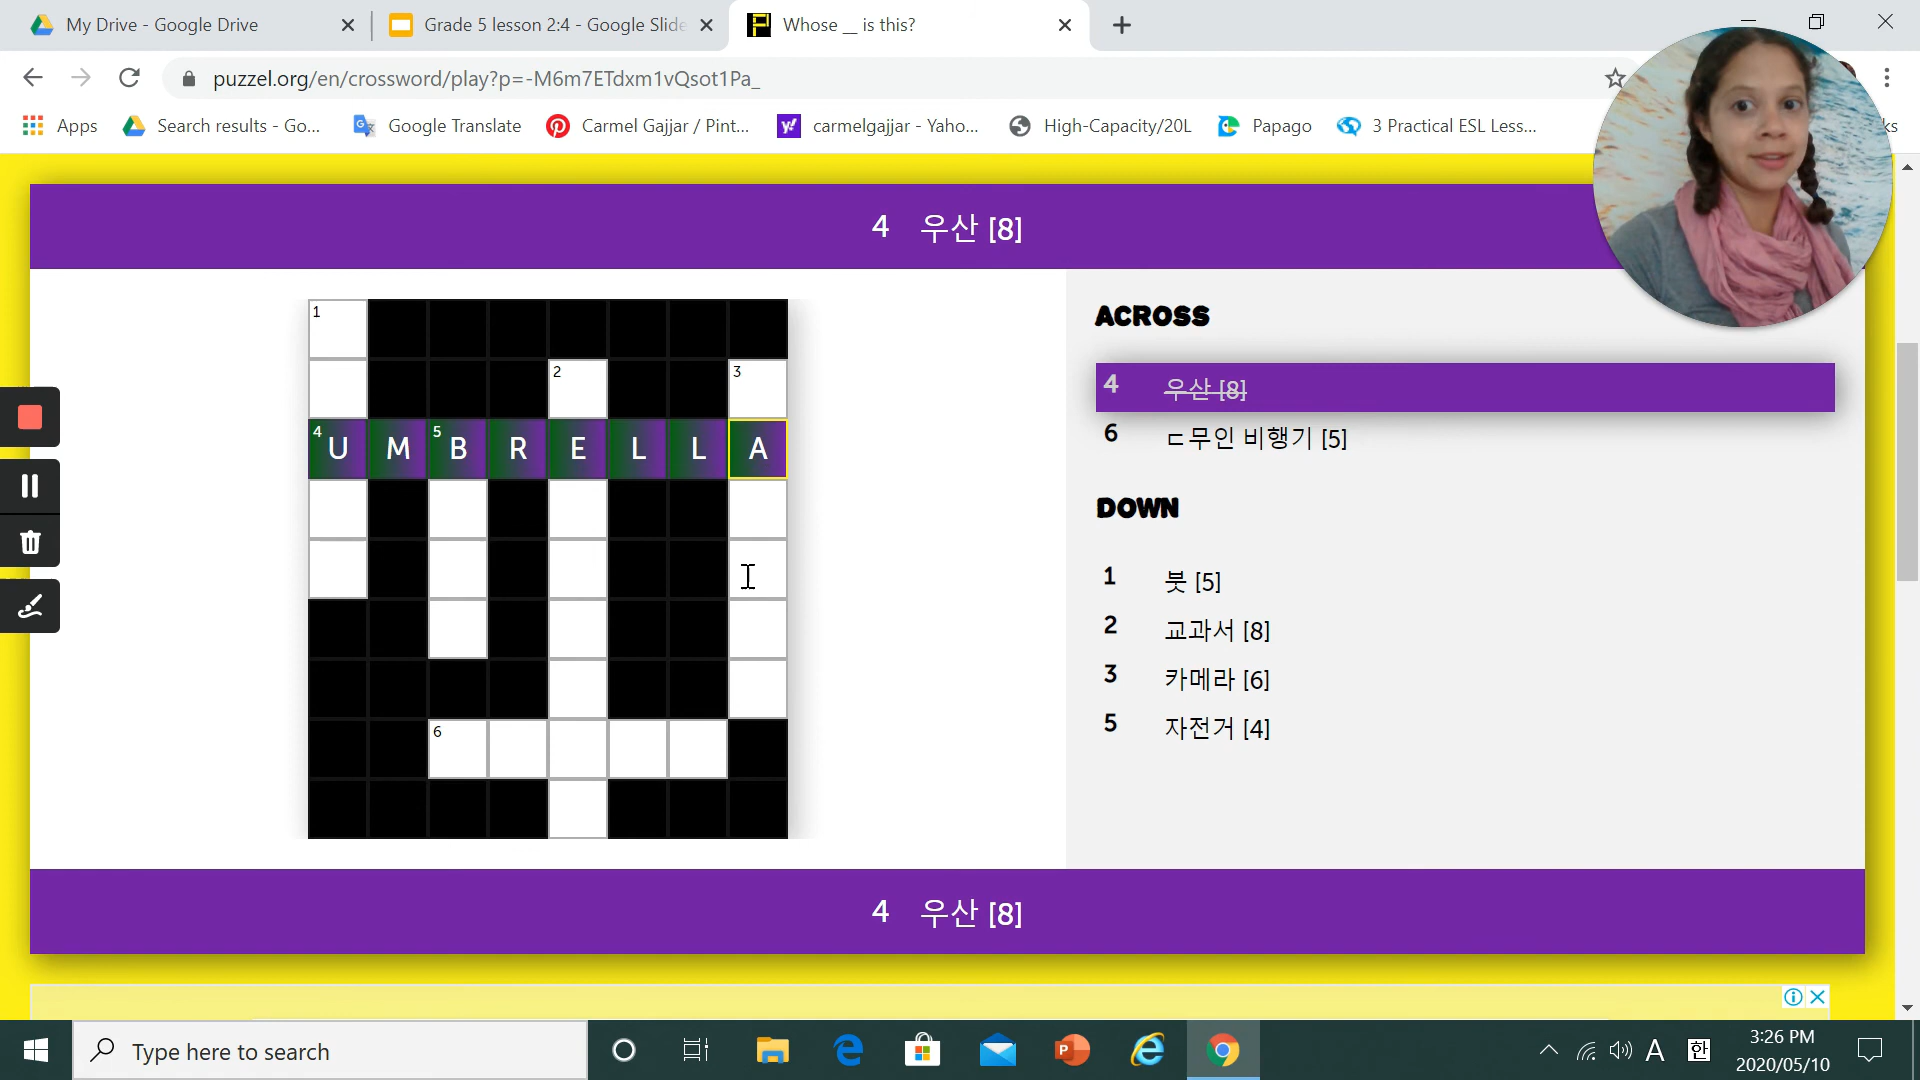 My Drive - Google Drive
Grade 5 lesson 2:4 - Google Slide
Whose __ is this?
puzzel.org/en/crossword/play?p=-M6m7ETdxm1vQsot1Pa_
Apps
Search results - Go...
Google Translate
Carmel Gajjar / Pint...
carmelgajjar - Yaho...
High-Capacity/20L
Papago
3 Practical ESL Less...
ks
4 우산 [8]
1
2
3
4 U M 5 B R E L L A
6
ACROSS
4 우산 [8]
6 ㄷ무인 비행기 [5]
DOWN
1 붓 [5]
2 교과서 [8]
3 카메라 [6]
5 자전거 [4]
4 우산 [8]
Type here to search
A
한
3:26 PM
2020/05/10